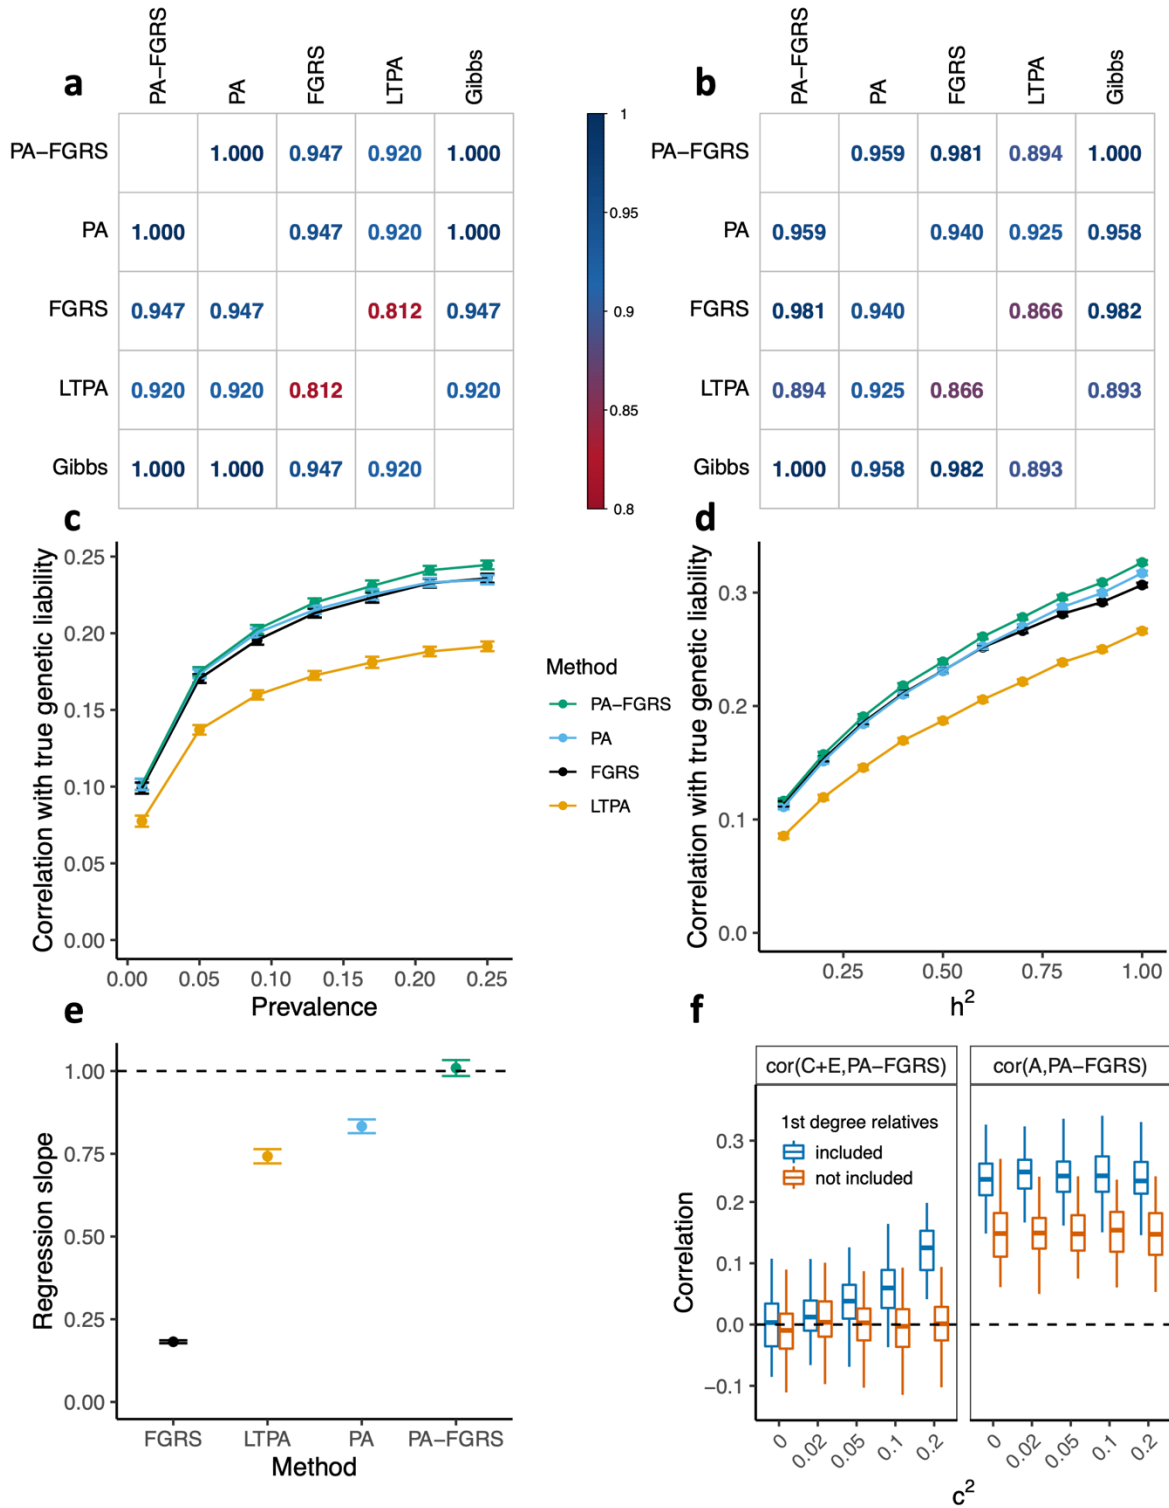 a
PA-FGRS
PA
FGRS
LTPA
Gibbs
PA-FGRS 1.000 0.947 0.920 1.000
PA 1.000 0.947 0.920 1.000
FGRS 0.947 0.947 0.812 0.947
LTPA 0.920 0.920 0.812 0.920
Gibbs 1.000 1.000 0.947 0.920
1
0.95
0.9
0.85
0.8
b
PA-FGRS
PA
FGRS
LTPA
Gibbs
PA-FGRS 0.959 0.981 0.894 1.000
PA 0.959 0.940 0.925 0.958
FGRS 0.981 0.940 0.866 0.982
LTPA 0.894 0.925 0.866 0.893
Gibbs 1.000 0.958 0.982 0.893
c
Correlation with true genetic liability
0.25
0.20
0.15
0.10
0.05
0.00
0.00 0.05 0.10 0.15 0.20 0.25
Prevalence
Method
PA-FGRS
PA
FGRS
LTPA
d
Correlation with true genetic liability
0.3
0.2
0.1
0.0
0.25 0.50 0.75 1.00
h²
e
Regression slope
1.00
0.75
0.50
0.25
0.00
FGRS LTPA PA PA-FGRS
Method
f
cor(C+E,PA-FGRS) cor(A,PA-FGRS)
1st degree relatives
included
not included
Correlation
0.3
0.2
0.1
0.0
-0.1
0 0.02 0.05 0.1 0.2 0 0.02 0.05 0.1 0.2
c²